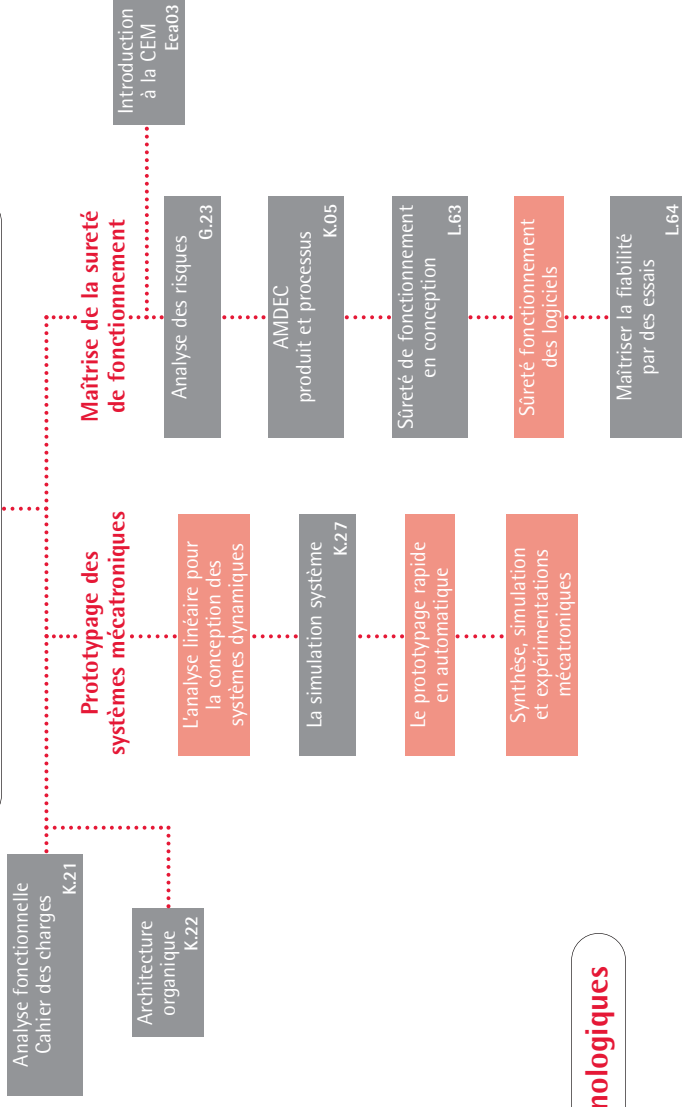 Analyse fonctionnelle
Cahier des charges
K.21
Architecture
organique
K.22
Prototypage des
systèmes mécatroniques
L'analyse linéaire pour
la conception des
systèmes dynamiques
La simulation système
K.27
Le prototypage rapide
en automatique
Synthèse, simulation
et expérimentations
mécatroniques
Maîtrise de la sureté
de fonctionnement
Introduction
à la CEM
Eea03
Analyse des risques
G.23
AMDEC
produit et processus
K.05
Sûreté de fonctionnement
en conception
L.63
Sûreté fonctionnement
des logiciels
Maîtriser la fiabilité
par des essais
L.64
nologiques